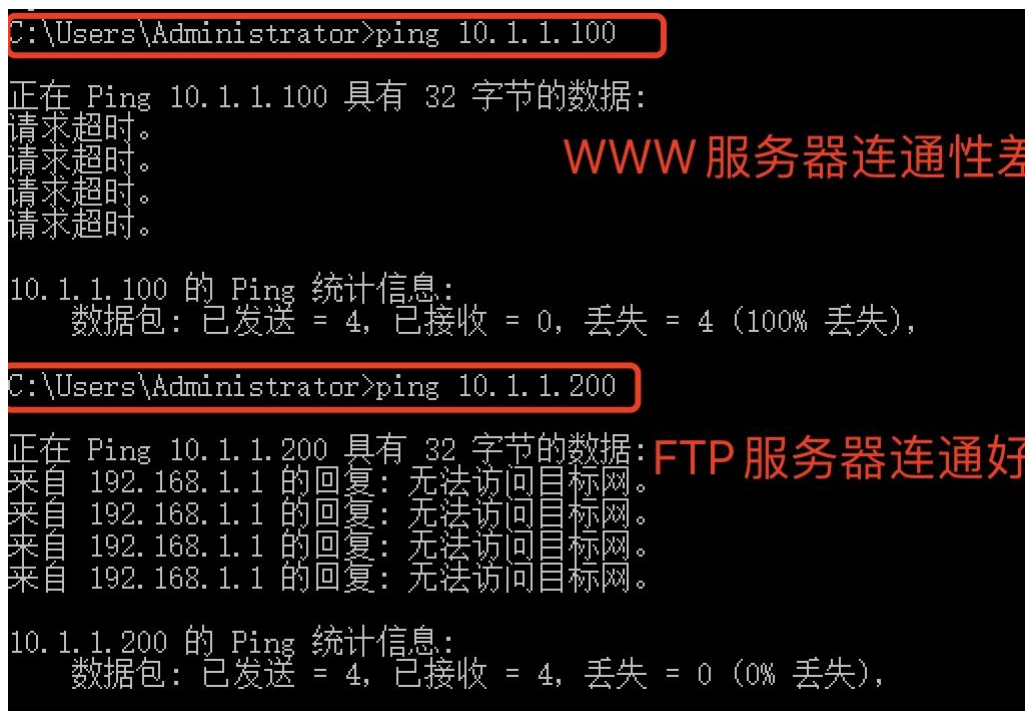 C:\Users\Administrator>ping 10.1.1.100
正在 Ping 10.1.1.100 具有 32 字节的数据:
请求超时。
请求超时。
WWW服务器连通性差
请求超时。
请求超时。
10.1.1.100 的 Ping 统计信息:
数据包: 已发送 = 4, 已接收 = 0, 丢失 = 4 (100% 丢失),
C:\Users\Administrator>ping 10.1.1.200
正在 Ping 10.1.1.200 具有 32 字节的数据:
FTP服务器连通好
来自 192.168.1.1 的回复: 无法访问目标网。
来自 192.168.1.1 的回复: 无法访问目标网。
来自 192.168.1.1 的回复: 无法访问目标网。
来自 192.168.1.1 的回复: 无法访问目标网。
10.1.1.200 的 Ping 统计信息:
数据包: 已发送 = 4, 已接收 = 4, 丢失 = 0 (0% 丢失),